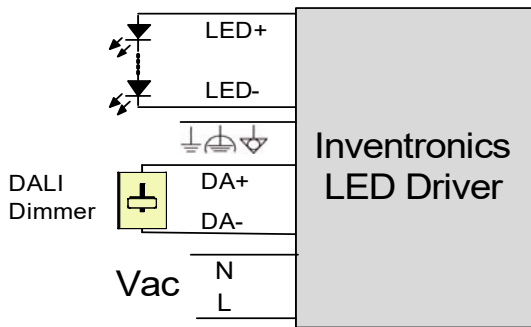 LED+
LED-
Inventronics
LED Driver
DALI
Dimmer
DA+
DA-
Vac
N
L